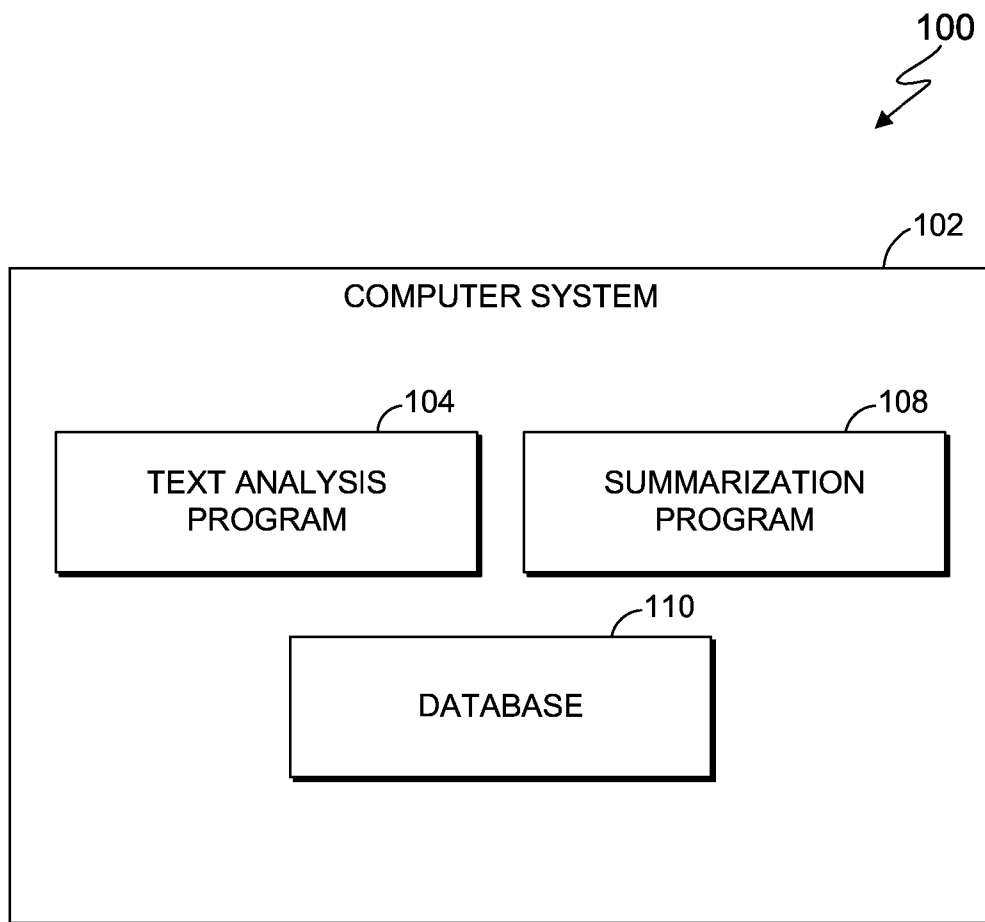 100
102
COMPUTER SYSTEM
104
108
TEXT ANALYSIS
PROGRAM
SUMMARIZATION
PROGRAM
110
DATABASE